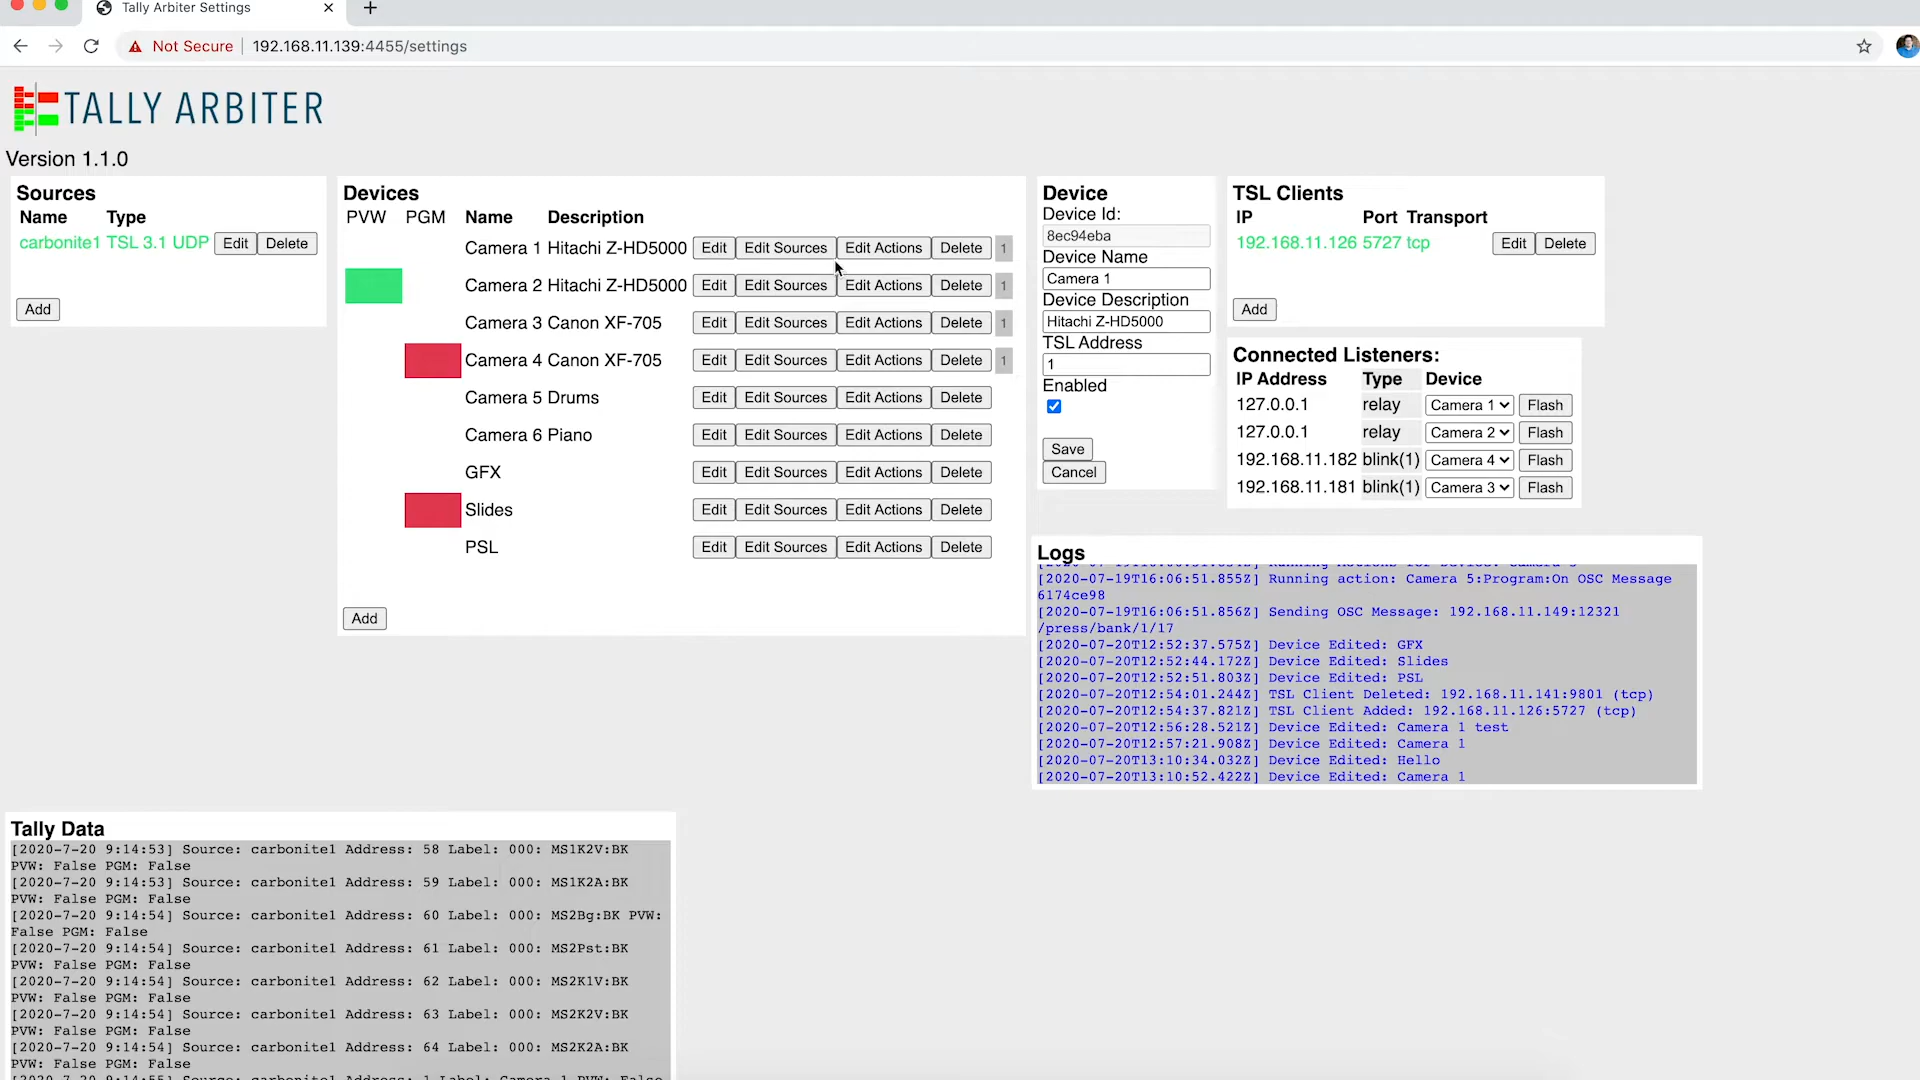 Tally Arbiter Settings
Not Secure 192.168.11.139:4455/settings
TALLY ARBITER
Version 1.1.0
Sources
Name Type
carbonite1 TSL 3.1 UDP Edit Delete
Add
Devices
PVW PGM Name Description
Camera 1 Hitachi Z-HD5000 Edit Edit Sources Edit Actions Delete 1
Camera 2 Hitachi Z-HD5000 Edit Edit Sources Edit Actions Delete 1
Camera 3 Canon XF-705 Edit Edit Sources Edit Actions Delete 1
Camera 4 Canon XF-705 Edit Edit Sources Edit Actions Delete 1
Camera 5 Drums Edit Edit Sources Edit Actions Delete
Camera 6 Piano Edit Edit Sources Edit Actions Delete
GFX Edit Edit Sources Edit Actions Delete
Slides Edit Edit Sources Edit Actions Delete
PSL Edit Edit Sources Edit Actions Delete
Add
Device
Device Id:
8ec94eba
Device Name
Camera 1
Device Description
Hitachi Z-HD5000
TSL Address
1
Enabled
Save
Cancel
TSL Clients
IP Port Transport
192.168.11.126 5727 tcp Edit Delete
Add
Connected Listeners:
IP Address Type Device
127.0.0.1 relay Camera 1 Flash
127.0.0.1 relay Camera 2 Flash
192.168.11.182 blink(1) Camera 4 Flash
192.168.11.181 blink(1) Camera 3 Flash
Logs
[2020-07-19T16:06:51.855Z] Running action: Camera 5:Program:On OSC Message
6174ce98
[2020-07-19T16:06:51.856Z] Sending OSC Message: 192.168.11.149:12321
/press/bank/1/17
[2020-07-20T12:52:37.575Z] Device Edited: GFX
[2020-07-20T12:52:44.172Z] Device Edited: Slides
[2020-07-20T12:52:51.803Z] Device Edited: PSL
[2020-07-20T12:54:01.244Z] TSL Client Deleted: 192.168.11.141:9801 (tcp)
[2020-07-20T12:54:37.821Z] TSL Client Added: 192.168.11.126:5727 (tcp)
[2020-07-20T12:56:28.521Z] Device Edited: Camera 1 test
[2020-07-20T12:57:21.908Z] Device Edited: Camera 1
[2020-07-20T13:10:34.032Z] Device Edited: Hello
[2020-07-20T13:10:52.422Z] Device Edited: Camera 1
Tally Data
[2020-7-20 9:14:53] Source: carbonite1 Address: 58 Label: 000: MS1K2V:BK
PVW: False PGM: False
[2020-7-20 9:14:53] Source: carbonite1 Address: 59 Label: 000: MS1K2A:BK
PVW: False PGM: False
[2020-7-20 9:14:54] Source: carbonite1 Address: 60 Label: 000: MS2Bg:BK PVW:
False PGM: False
[2020-7-20 9:14:54] Source: carbonite1 Address: 61 Label: 000: MS2Pst:BK
PVW: False PGM: False
[2020-7-20 9:14:54] Source: carbonite1 Address: 62 Label: 000: MS2K1V:BK
PVW: False PGM: False
[2020-7-20 9:14:54] Source: carbonite1 Address: 63 Label: 000: MS2K2V:BK
PVW: False PGM: False
[2020-7-20 9:14:54] Source: carbonite1 Address: 64 Label: 000: MS2K2A:BK
PVW: False PGM: False
[2020-7-20 9:14:55] Source: carbonite1 Address: 1 Label: Camera 1 PVW: False